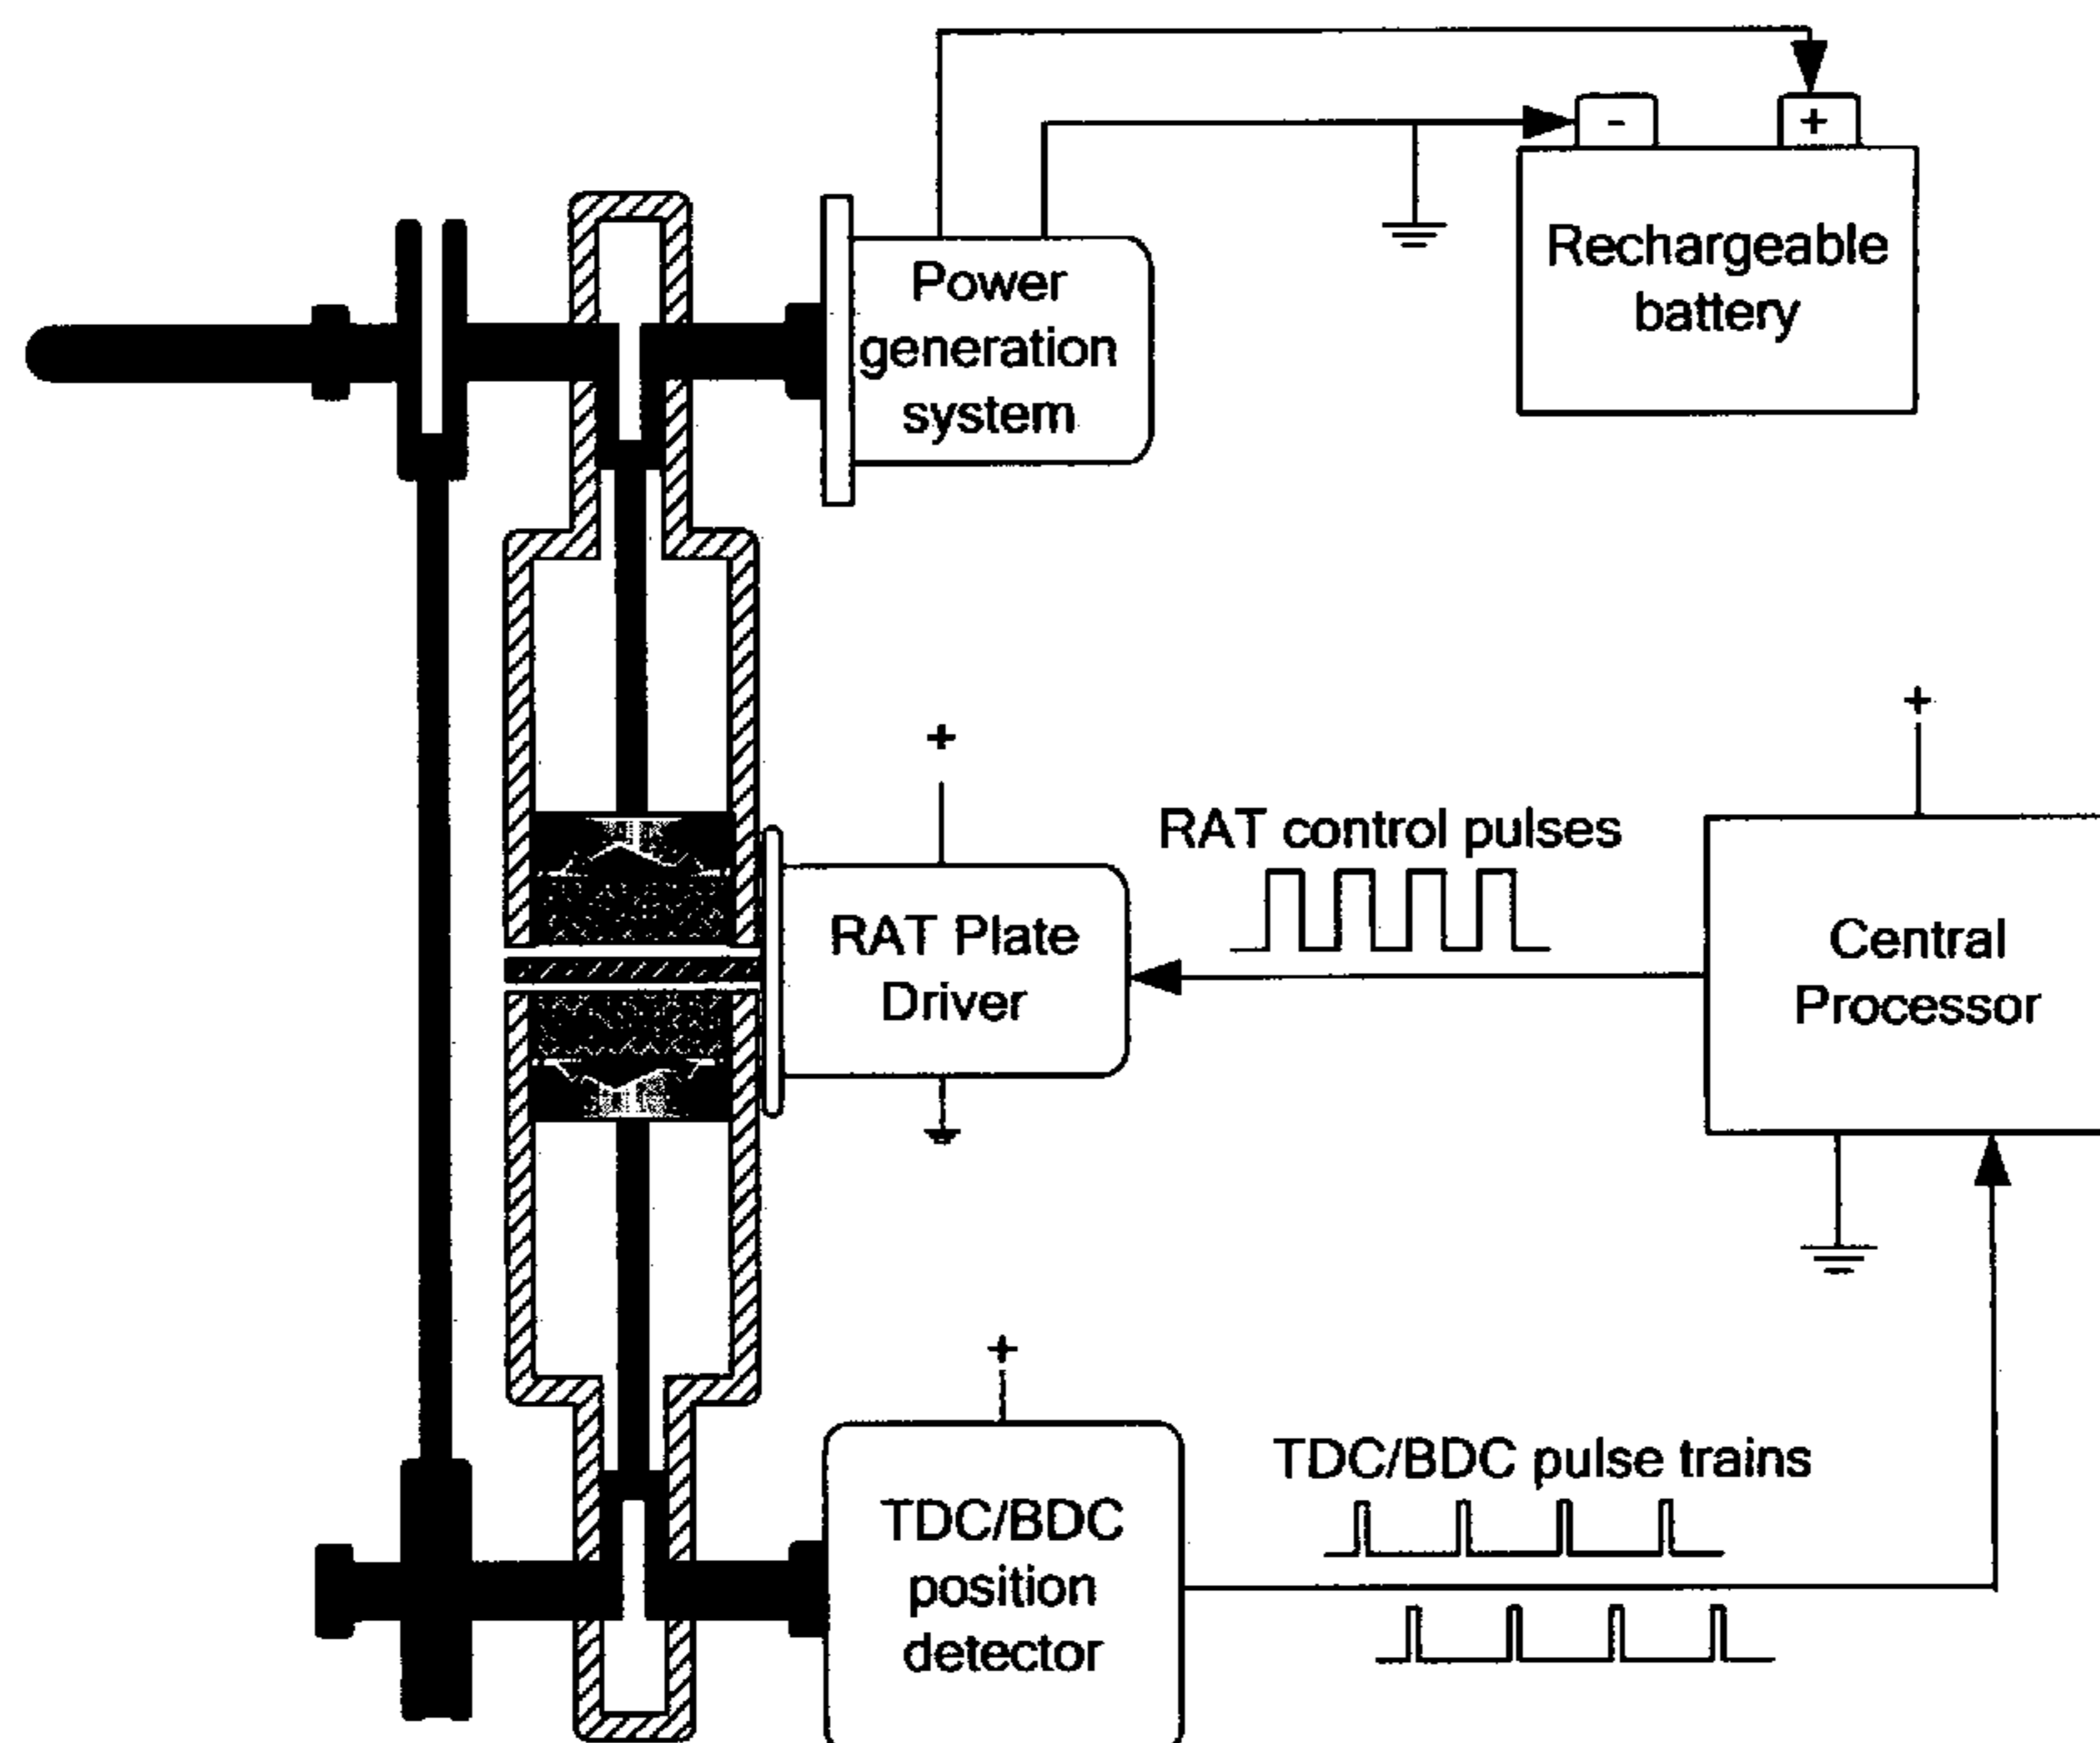 -
+
Power
generation
system
Rechargeable
battery
+
+
RAT control pulses
RAT Plate
Driver
Central
Processor
+
TDC/BDC
position
detector
TDC/BDC pulse trains